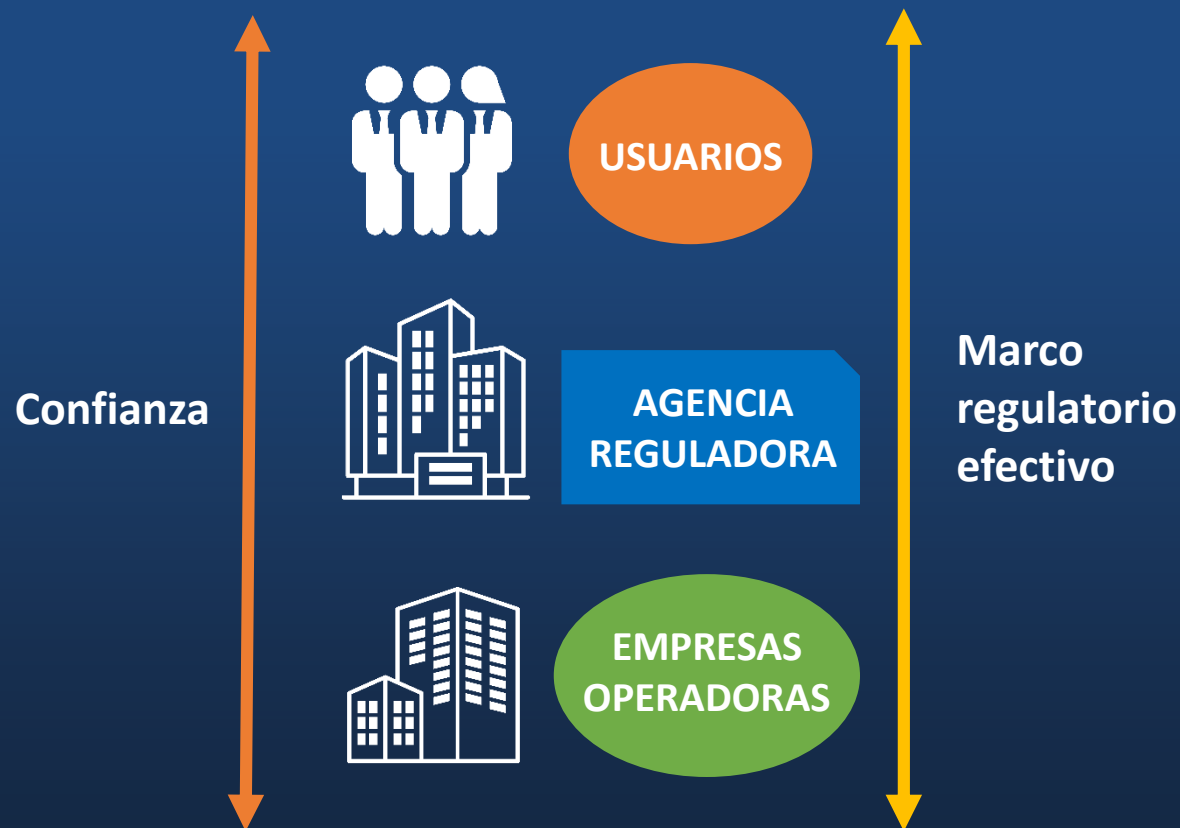 USUARIOS
Confianza
AGENCIA
REGULADORA
Marco
regulatorio
efectivo
EMPRESAS
OPERADORAS